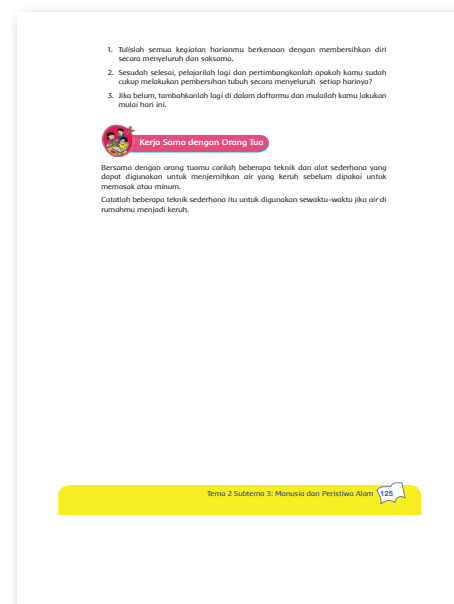 1. Tulislah semua kegiatan harianmu berkenaan dengan membersihkan diri
secara menyeluruh dan saksama.
2. Sesudah selesai, pelajarilah lagi dan pertimbangkanlah apakah kamu sudah
cukup melakukan pembersihan tubuh secara menyeluruh setiap harinya?
3. Jika belum, tambahkanlah lagi di dalam daftarmu dan mulailah kamu lakukan
mulai hari ini.
Kerja Sama dengan Orang Tua
Bersama dengan orang tuamu carilah beberapa teknik dan alat sederhana yang
dapat digunakan untuk menjernihkan air yang keruh sebelum dipakai untuk
memasak atau minum.
Catatlah beberapa teknik sederhana itu untuk digunakan sewaktu-waktu jika air di
rumahmu menjadi keruh.
Tema 2 Subtema 3: Manusia dan Peristiwa Alam 125